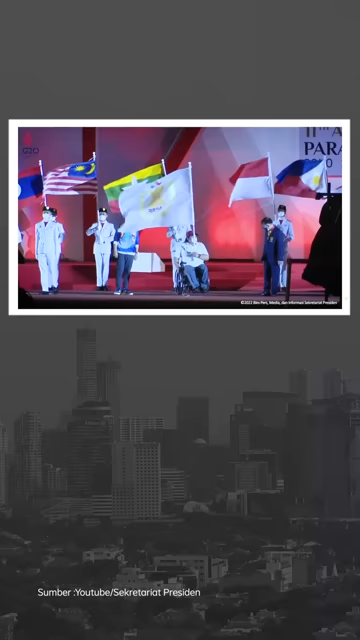 G20
11TH A
PARA
©2022 Biro Pers, Media, dan Informasi Sekretariat Presiden
Sumber :Youtube/Sekretariat Presiden